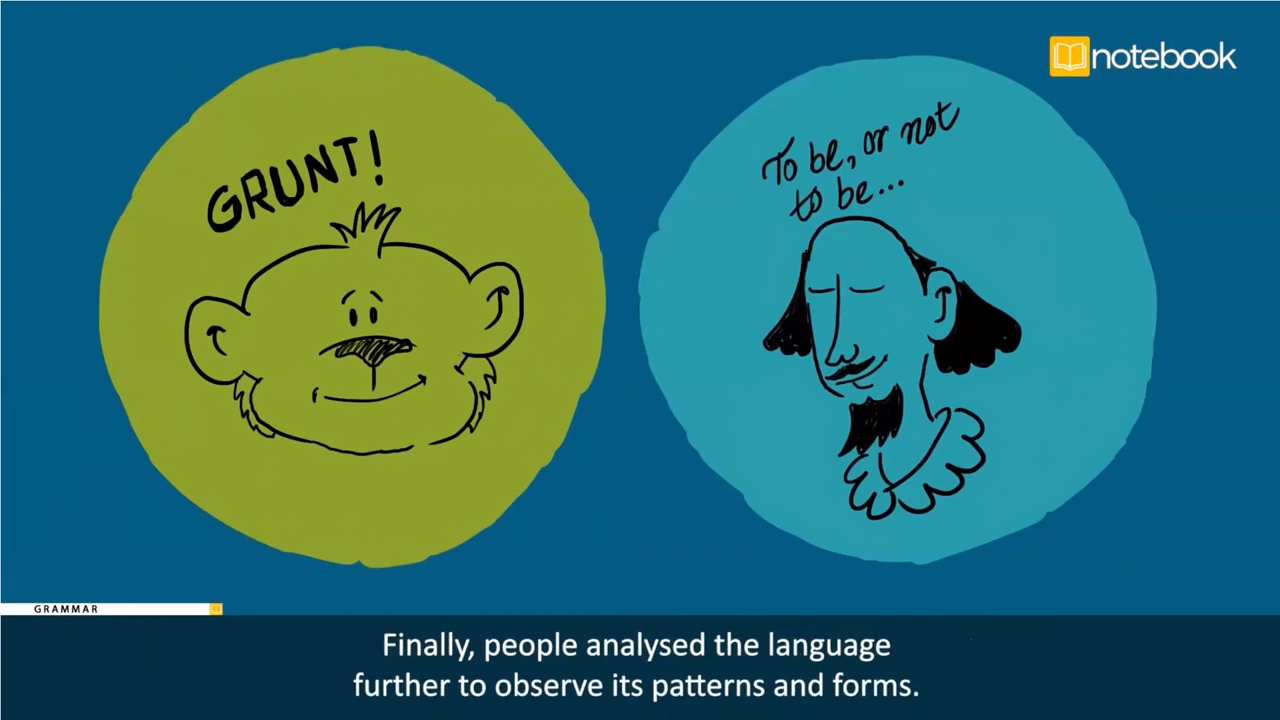 notebook
GRUNT!
To be, or not
to be...
GRAMMAR
Finally, people analysed the language
further to observe its patterns and forms.